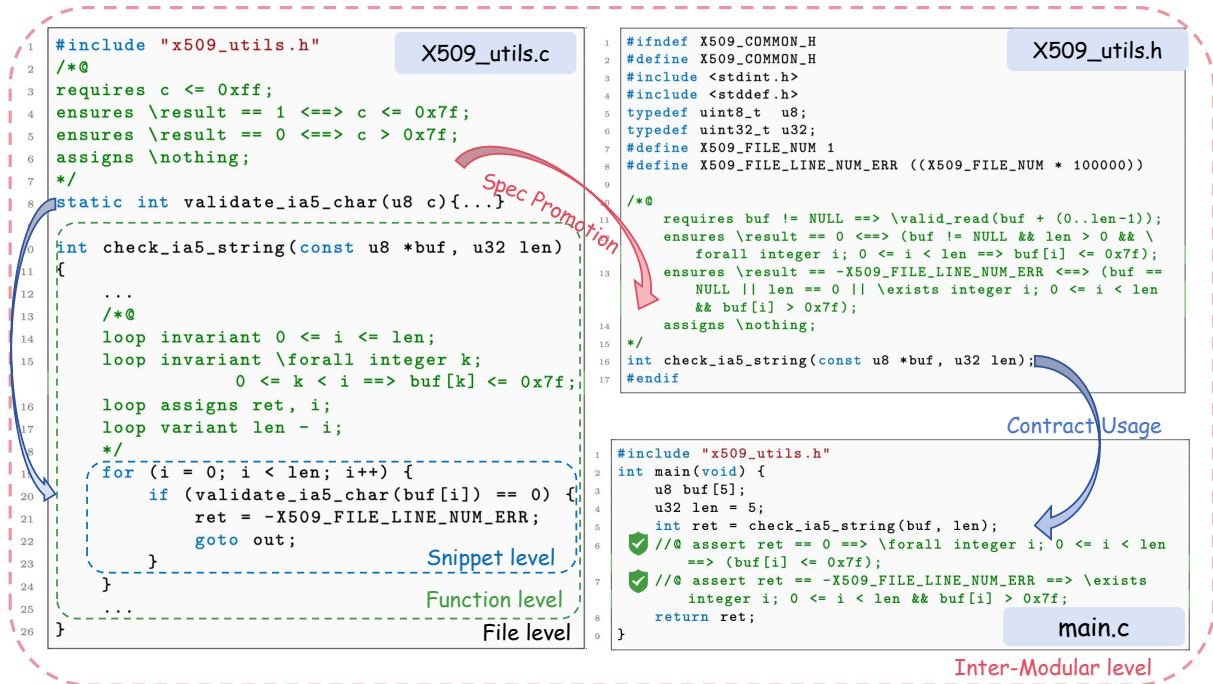 X509_utils.c
1 #include "x509_utils.h"
2 /*@
3 requires c <= 0xff;
4 ensures \result == 1 <==> c <= 0x7f;
5 ensures \result == 0 <==> c > 0x7f;
6 assigns \nothing;
7 */
8 static int validate_ia5_char(u8 c){...}
10 int check_ia5_string(const u8 *buf, u32 len)
11 {
12 ...
13 /*@
14 loop invariant 0 <= i <= len;
15 loop invariant \forall integer k;
0 <= k < i ==> buf[k] <= 0x7f;
16 loop assigns ret, i;
17 loop variant len - i;
18 */
19 for (i = 0; i < len; i++) {
20 if (validate_ia5_char(buf[i]) == 0) {
21 ret = -X509_FILE_LINE_NUM_ERR;
22 goto out;
23 }
24 }
25 ...
26 }
Snippet level
Function level
File level
Spec Promotion
X509_utils.h
1 #ifndef X509_COMMON_H
2 #define X509_COMMON_H
3 #include <stdint.h>
4 #include <stddef.h>
5 typedef uint8_t u8;
6 typedef uint32_t u32;
7 #define X509_FILE_NUM 1
8 #define X509_FILE_LINE_NUM_ERR ((X509_FILE_NUM * 100000))
9
10 /*@
11 requires buf != NULL ==> \valid_read(buf + (0..len-1));
12 ensures \result == 0 <==> (buf != NULL && len > 0 && \
forall integer i; 0 <= i < len ==> buf[i] <= 0x7f);
13 ensures \result == -X509_FILE_LINE_NUM_ERR <==> (buf ==
NULL || len == 0 || \exists integer i; 0 <= i < len
&& buf[i] > 0x7f);
14 assigns \nothing;
15 */
16 int check_ia5_string(const u8 *buf, u32 len);
17 #endif
Contract Usage
1 #include "x509_utils.h"
2 int main(void) {
3 u8 buf[5];
4 u32 len = 5;
5 int ret = check_ia5_string(buf, len);
6 //@ assert ret == 0 ==> \forall integer i; 0 <= i < len
==> (buf[i] <= 0x7f);
7 //@ assert ret == -X509_FILE_LINE_NUM_ERR ==> \exists
integer i; 0 <= i < len && buf[i] > 0x7f;
8 return ret;
9 }
main.c
Inter-Modular level